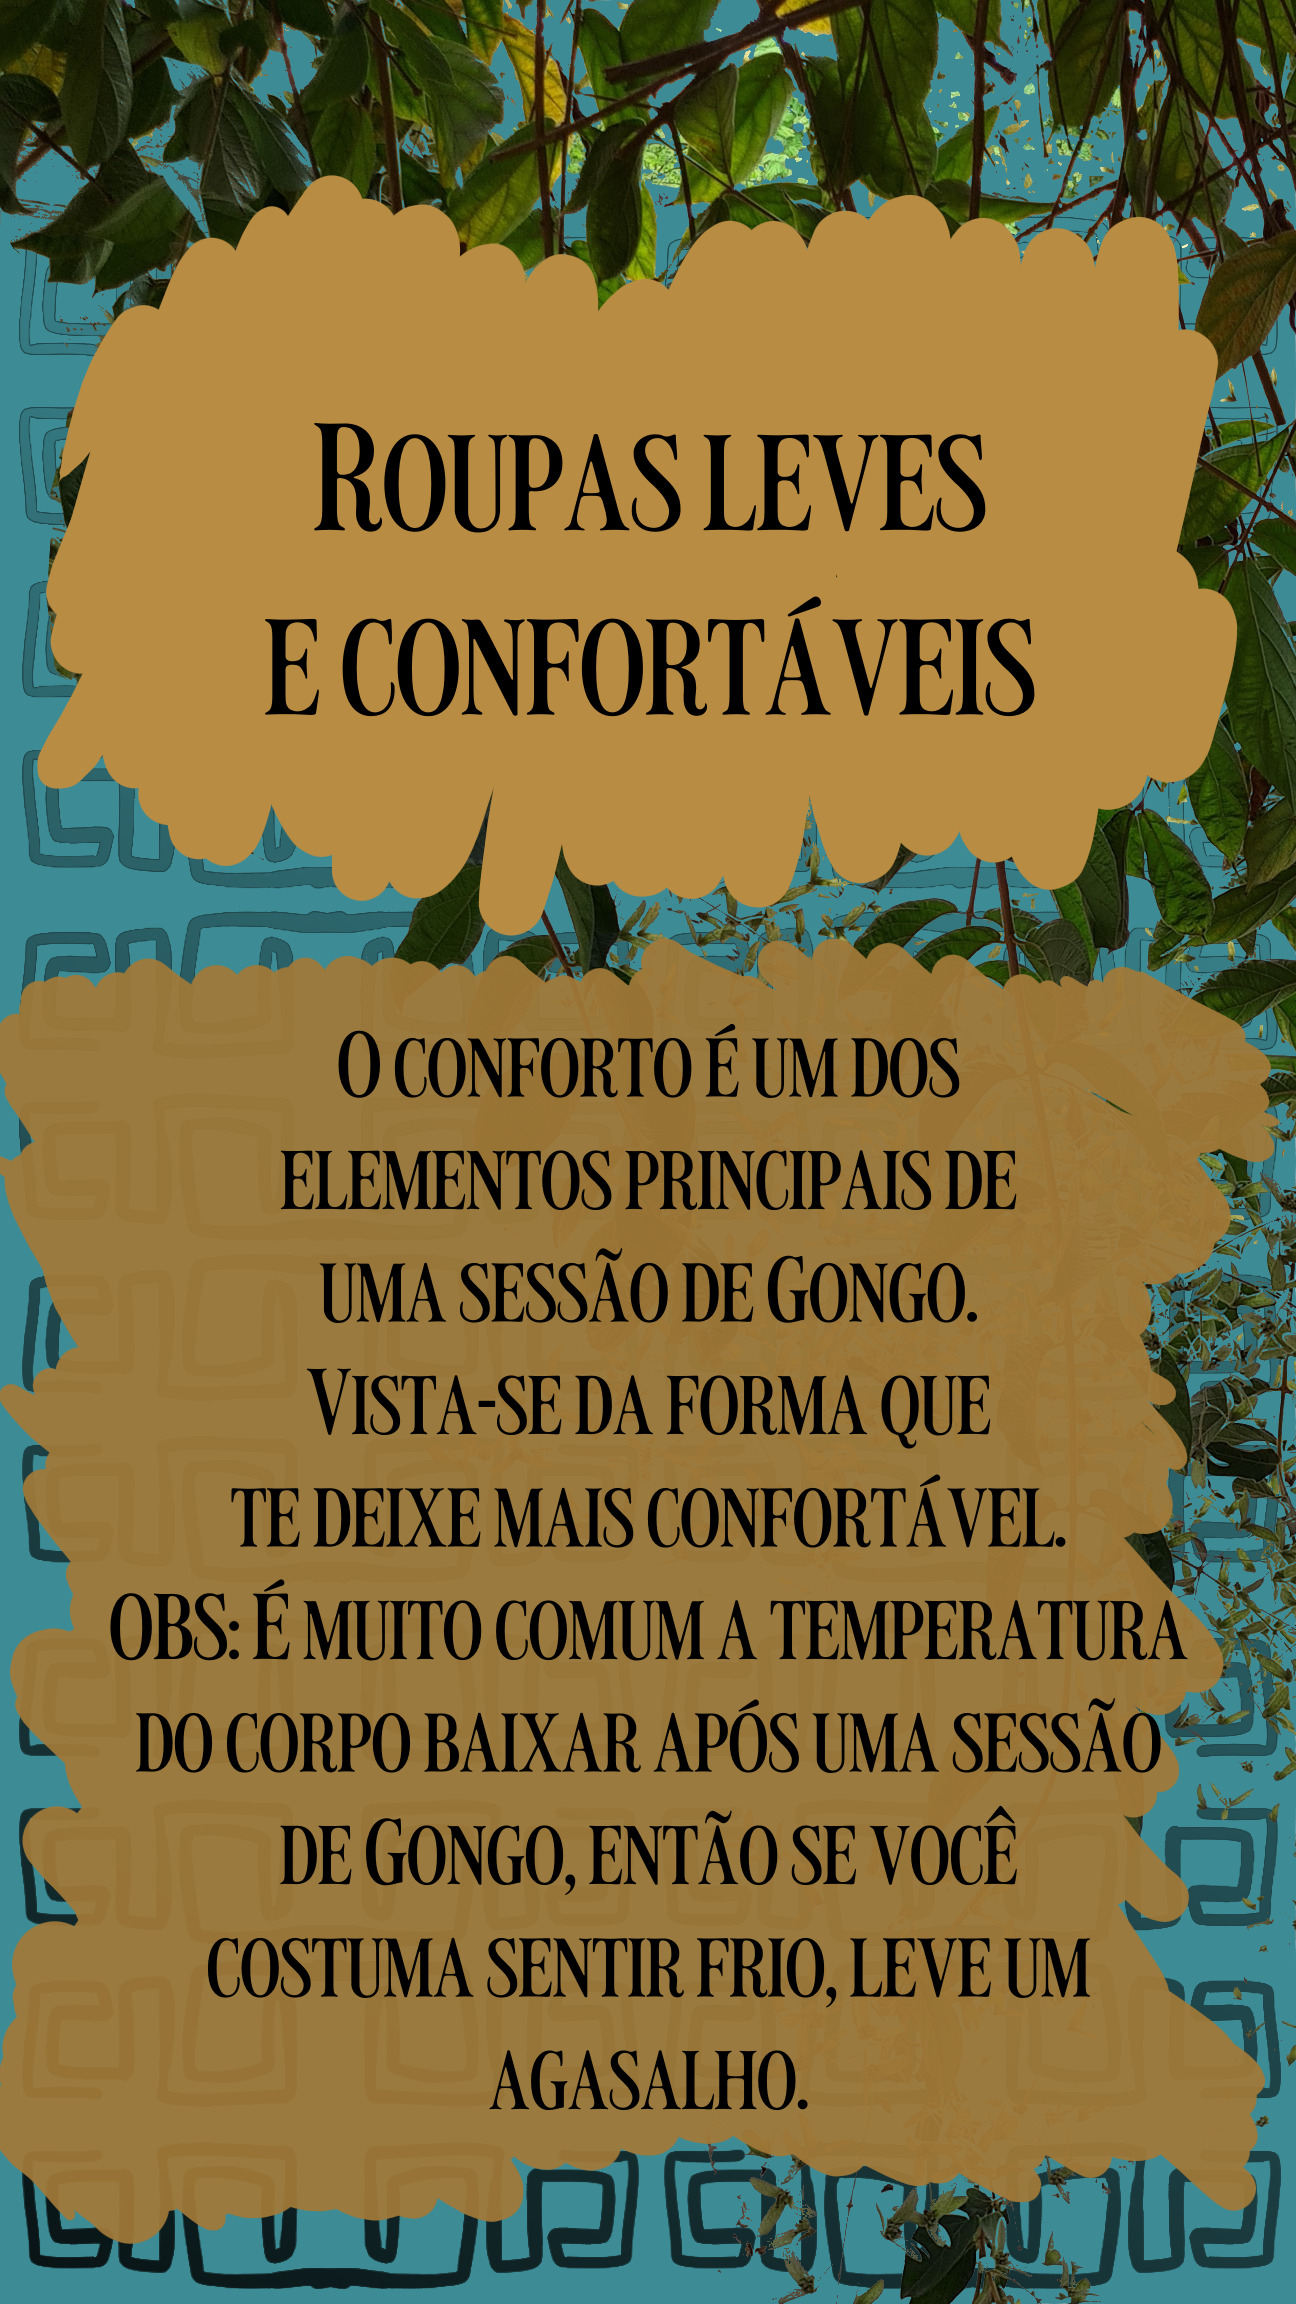 Roupas leves
e confortáveis
O conforto é um dos
elementos principais de
uma sessão de Gongo.
Vista-se da forma que
te deixe mais confortável.
OBS: É muito comum a temperatura
do corpo baixar após uma sessão
de Gongo, então se você
costuma sentir frio, leve um
agasalho.